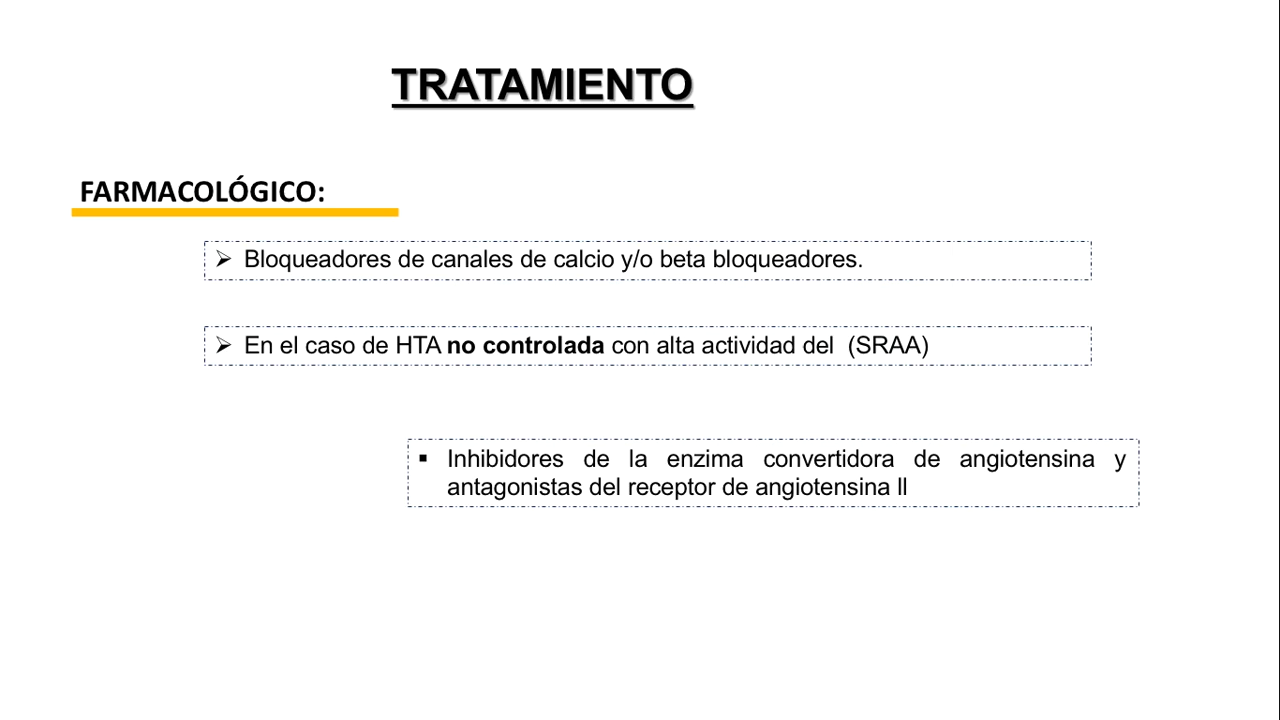 TRATAMIENTO
FARMACOLÓGICO:
➢ Bloqueadores de canales de calcio y/o beta bloqueadores.
➢ En el caso de HTA no controlada con alta actividad del (SRAA)
▪ Inhibidores de la enzima convertidora de angiotensina y
antagonistas del receptor de angiotensina II